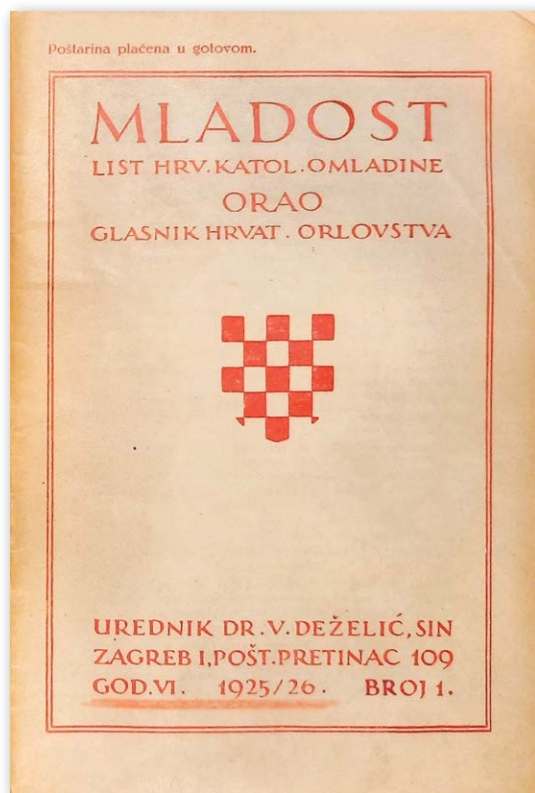 Poštarina plaćena u gotovom.
MLADOST
LIST HRV. KATOL. OMLADINE
ORAO
GLASNIK HRVAT. ORLOVSTVA
UREDNIK DR. V. DEŽELIĆ, SIN
ZAGREB I, POŠT. PRETINAC 109
GOD. VI. 1925/26. BROJ 1.